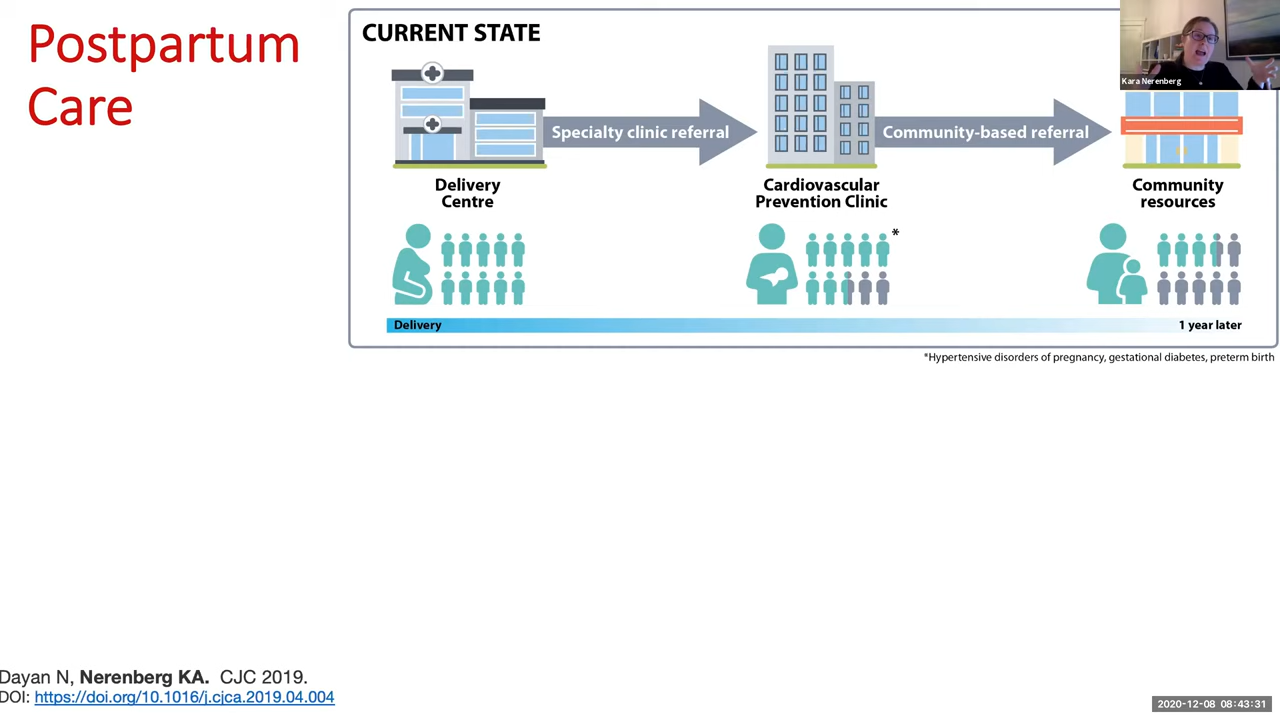 Postpartum
Care
CURRENT STATE
Kara Nerenberg
Specialty clinic referral
Community-based referral
Delivery
Centre
Cardiovascular
Prevention Clinic
Community
resources
*
Delivery
1 year later
*Hypertensive disorders of pregnancy, gestational diabetes, preterm birth
Dayan N, Nerenberg KA. CJC 2019.
DOI: https://doi.org/10.1016/j.cjca.2019.04.004
2020-12-08 08:43:31